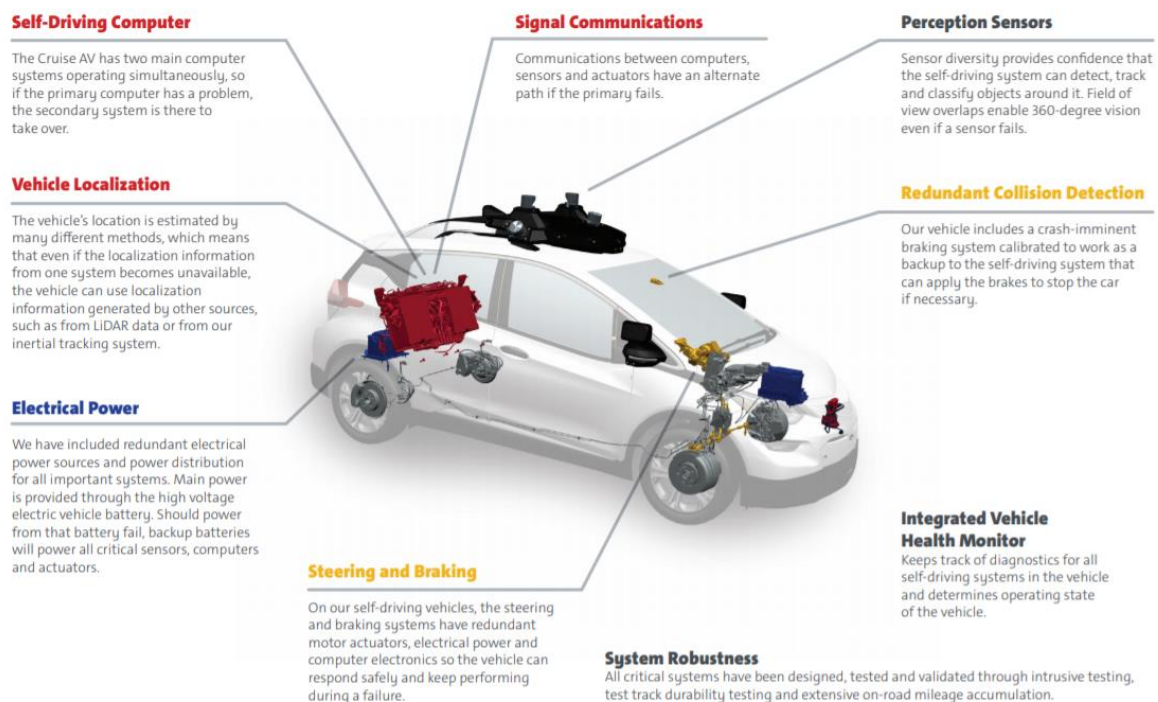 Self-Driving Computer
The Cruise AV has two main computer
systems operating simultaneously, so
if the primary computer has a problem,
the secondary system is there to
take over.
Signal Communications
Communications between computers,
sensors and actuators have an alternate
path if the primary fails.
Perception Sensors
Sensor diversity provides confidence that
the self-driving system can detect, track
and classify objects around it. Field of
view overlaps enable 360-degree vision
even if a sensor fails.
Vehicle Localization
The vehicle's location is estimated by
many different methods, which means
that even if the localization information
from one system becomes unavailable,
the vehicle can use localization
information generated by other sources,
such as from LiDAR data or from our
inertial tracking system.
Redundant Collision Detection
Our vehicle includes a crash-imminent
braking system calibrated to work as a
backup to the self-driving system that
can apply the brakes to stop the car
if necessary.
Electrical Power
We have included redundant electrical
power sources and power distribution
for all important systems. Main power
is provided through the high voltage
electric vehicle battery. Should power
from that battery fail, backup batteries
will power all critical sensors, computers
and actuators.
Steering and Braking
On our self-driving vehicles, the steering
and braking systems have redundant
motor actuators, electrical power and
computer electronics so the vehicle can
respond safely and keep performing
during a failure.
Integrated Vehicle
Health Monitor
Keeps track of diagnostics for all
self-driving systems in the vehicle
and determines operating state
of the vehicle.
System Robustness
All critical systems have been designed, tested and validated through intrusive testing,
test track durability testing and extensive on-road mileage accumulation.